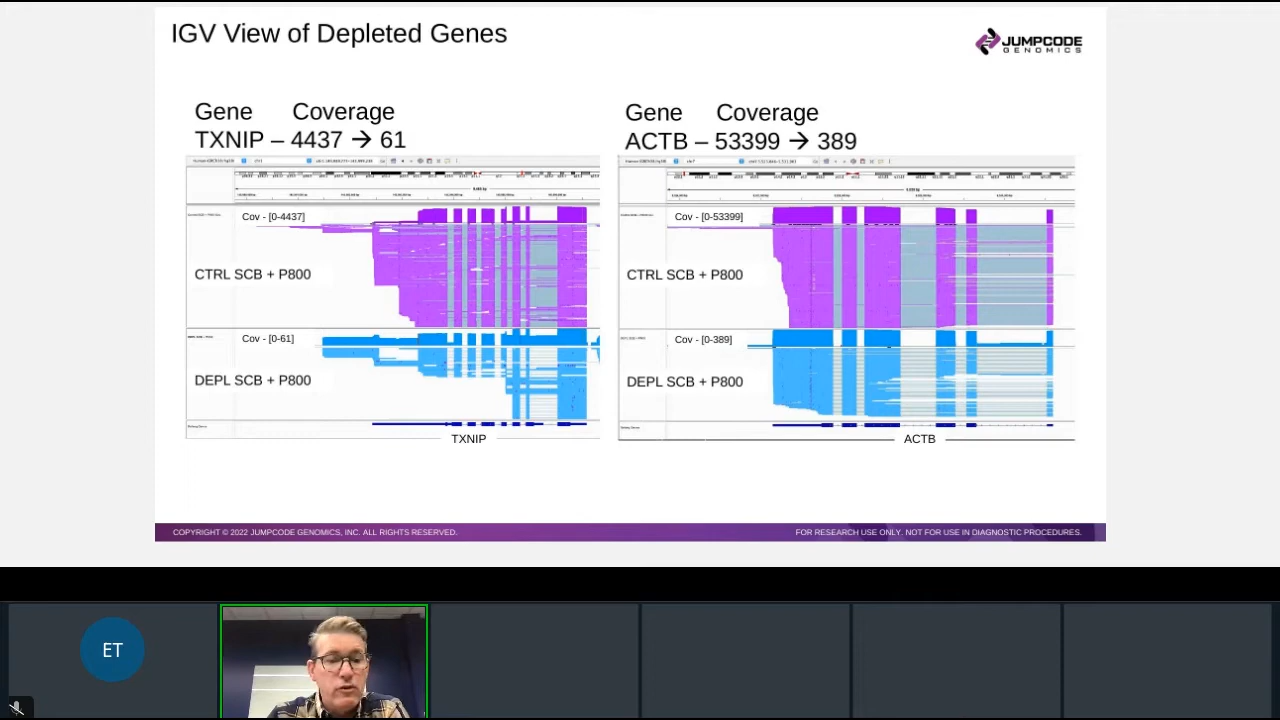 IGV View of Depleted Genes
JUMPCODE
GENOMICS
Gene Coverage
TXNIP – 4437 → 61
Cov - [0-4437]
CTRL SCB + P800
Cov - [0-61]
DEPL SCB + P800
TXNIP
Gene Coverage
ACTB – 53399 → 389
Cov - [0-53399]
CTRL SCB + P800
Cov - [0-389]
DEPL SCB + P800
ACTB
COPYRIGHT © 2022 JUMPCODE GENOMICS, INC. ALL RIGHTS RESERVED.
FOR RESEARCH USE ONLY. NOT FOR USE IN DIAGNOSTIC PROCEDURES.
ET